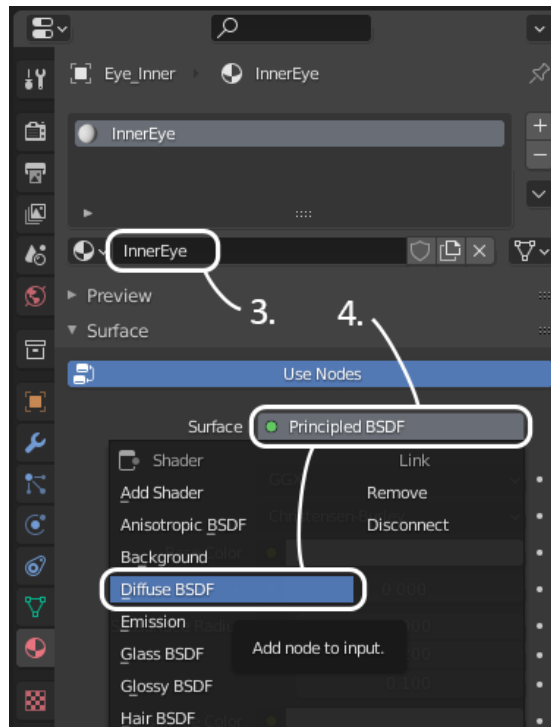 Eye_Inner InnerEye
InnerEye
InnerEye
3.
4.
Preview
Surface
Use Nodes
Surface Principled BSDF
Shader Link
Add Shader Remove
Anisotropic BSDF Disconnect
Background
Diffuse BSDF
Emission
Add node to input.
Glass BSDF
Glossy BSDF
Hair BSDF